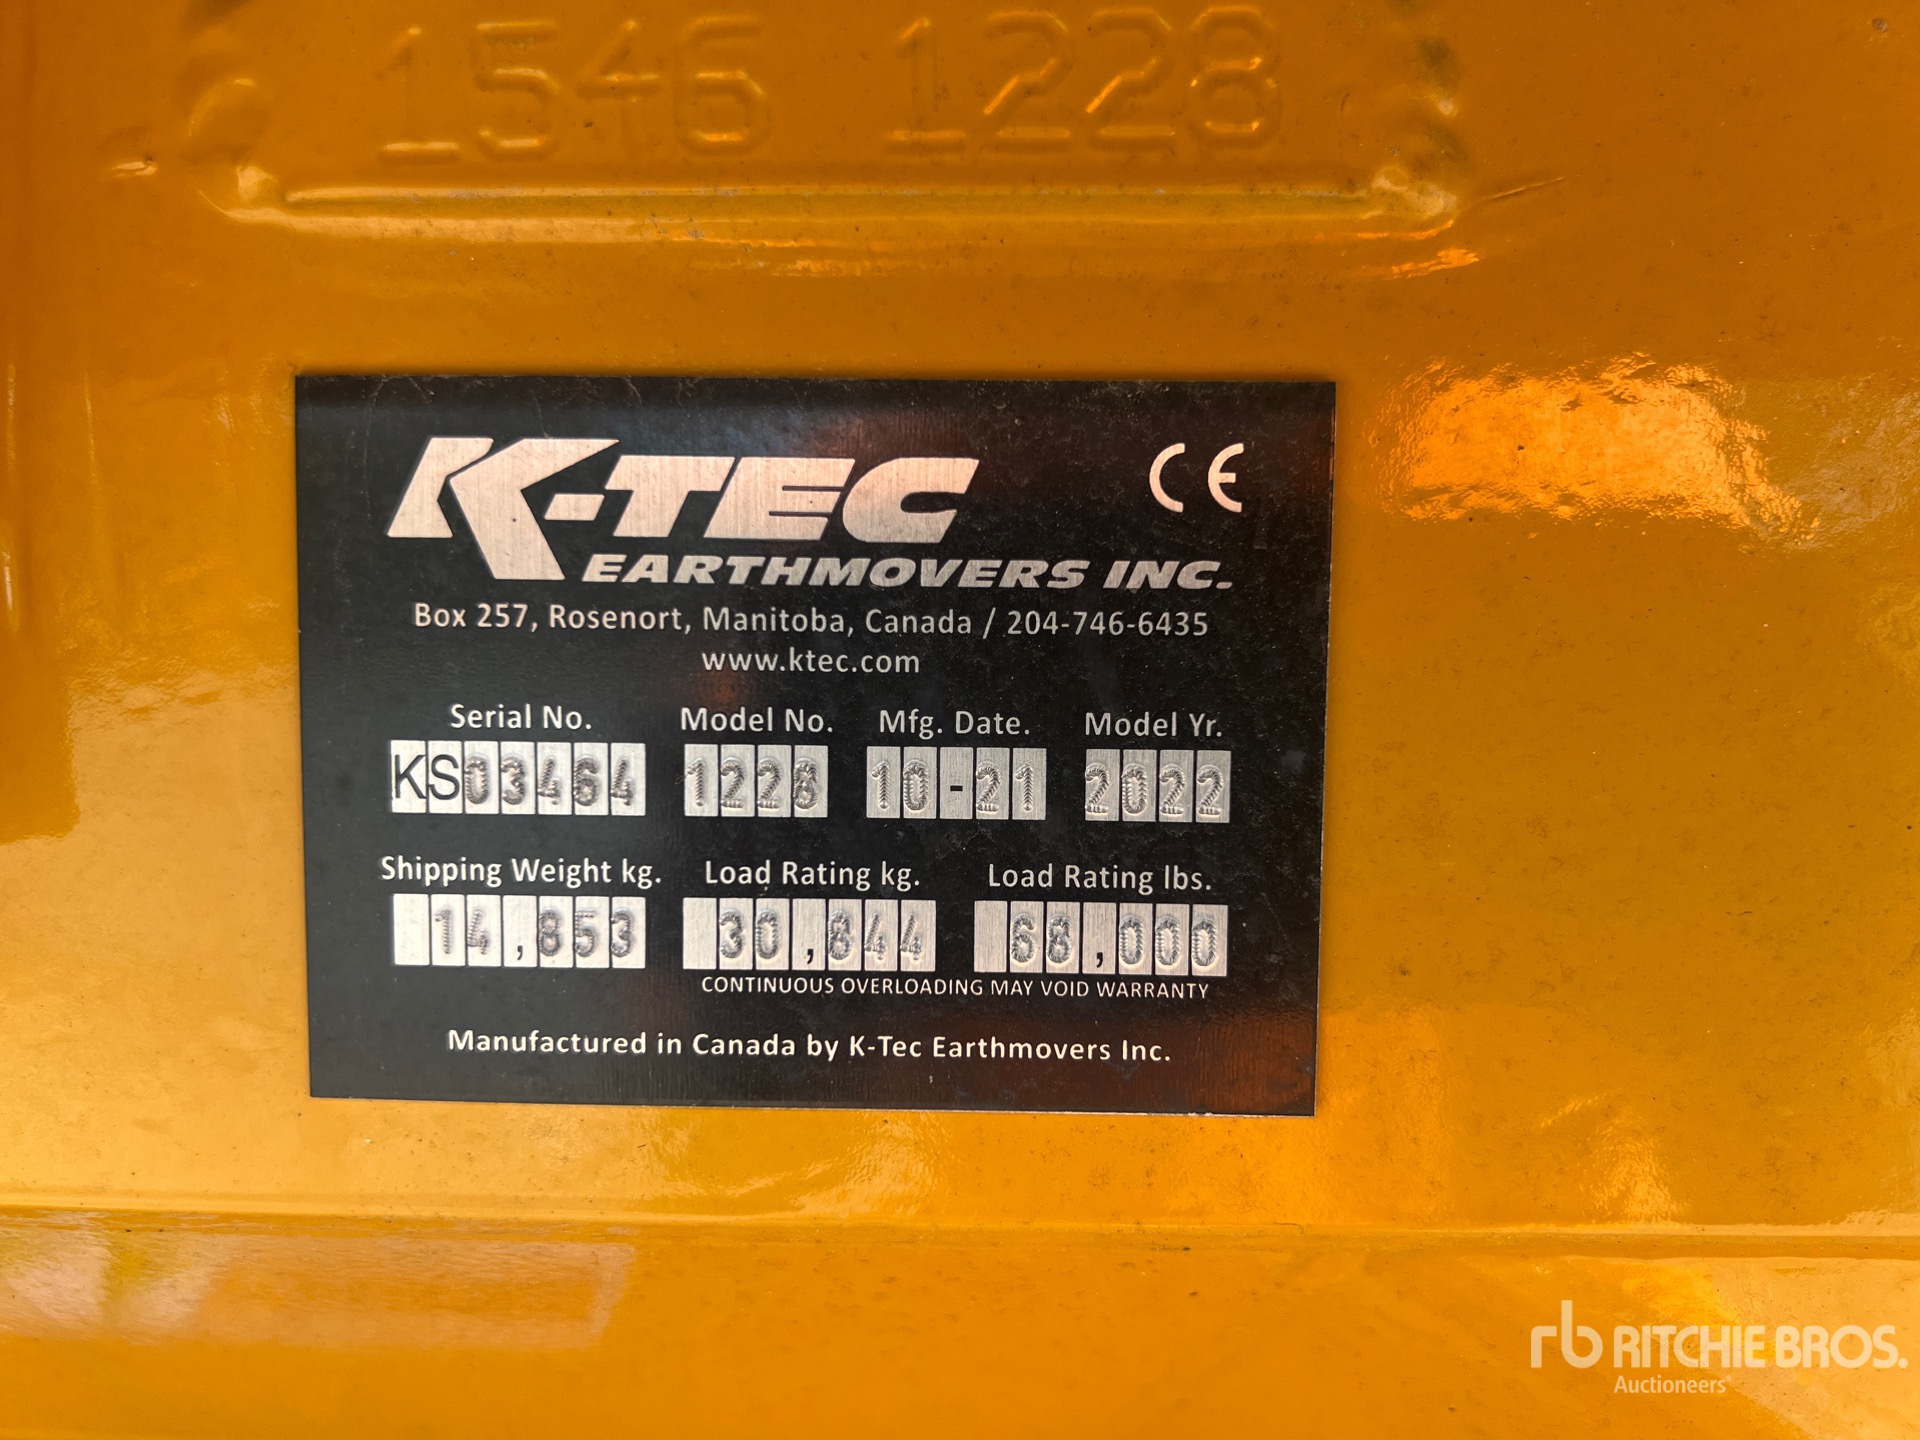 1546 1228
K-TEC CE
EARTHMOVERS INC.
Box 257, Rosenort, Manitoba, Canada / 204-746-6435
www.ktec.com
Serial No. Model No. Mfg. Date. Model Yr.
KS03464 1228 10-21 2022
Shipping Weight kg. Load Rating kg. Load Rating lbs.
14,853 30,844 68,000
CONTINUOUS OVERLOADING MAY VOID WARRANTY
Manufactured in Canada by K-Tec Earthmovers Inc.
rb RITCHIE BROS.
Auctioneers